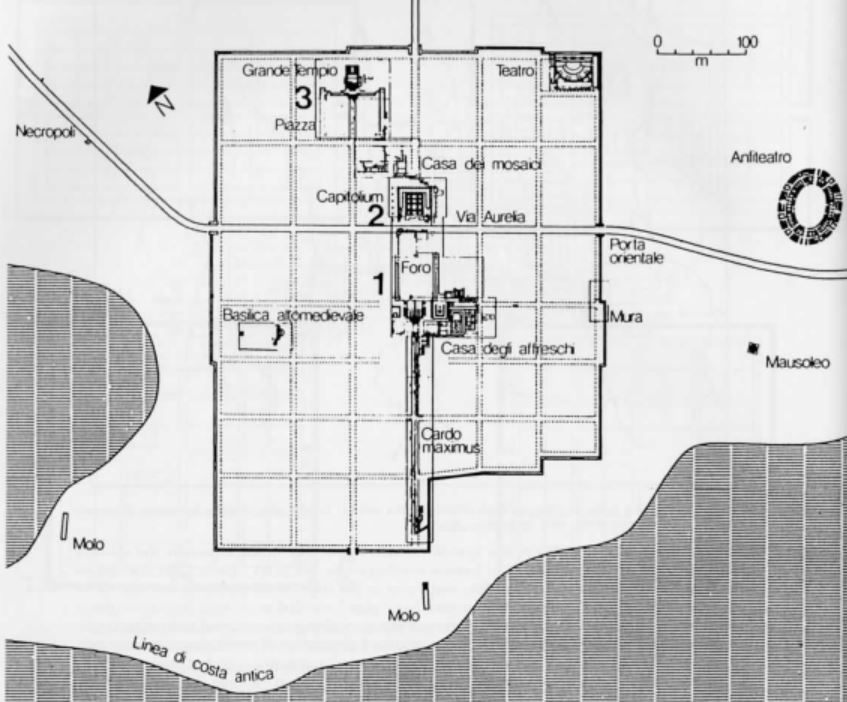 0 100
m
Grande Tempio
Teatro
3
N
Piazza
Necropoli
Casa dei mosaici
Anfiteatro
Capitolium
2
Via Aurelia
Porta
orientale
Foro
1
Basilica altomedievale
Mura
Casa degli affreschi
Mausoleo
Cardo
maximus
Molo
Molo
Linea di costa antica